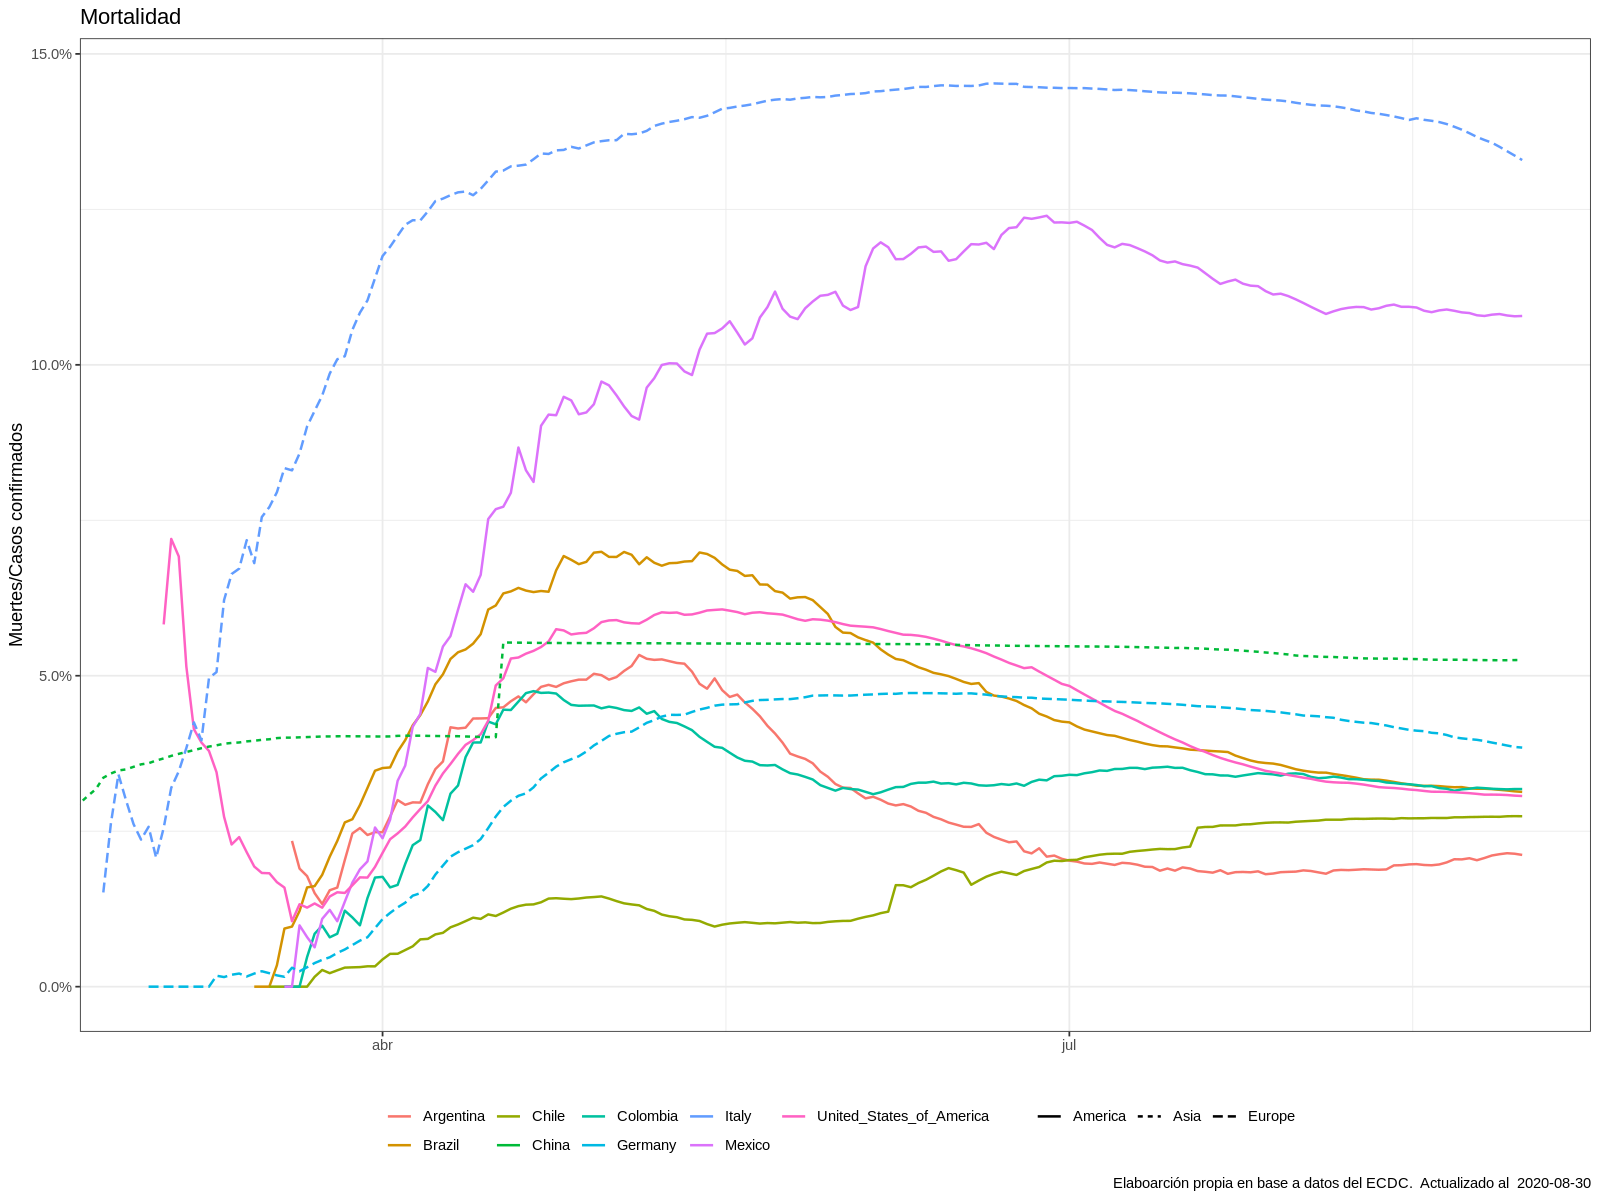 Mortalidad
15.0%
10.0%
5.0%
0.0%
Muertes/Casos confirmados
abr jul
Argentina Chile Colombia Italy United_States_of_America America Asia Europe
Brazil China Germany Mexico
Elaboarción propia en base a datos del ECDC. Actualizado al 2020-08-30